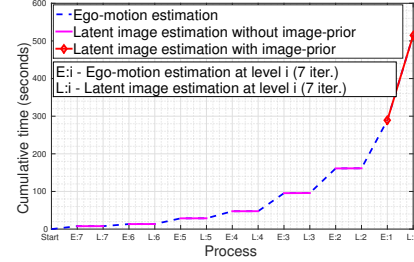 600
500
400
300
200
100
0
Cumulative time (seconds)
Ego-motion estimation
Latent image estimation without image-prior
Latent image estimation with image-prior
E:i - Ego-motion estimation at level i (7 iter.)
L:i - Latent image estimation at level i (7 iter.)
Start E:7 L:7 E:6 L:6 E:5 L:5 E:4 L:4 E:3 L:3 E:2 L:2 E:1 L:
Process